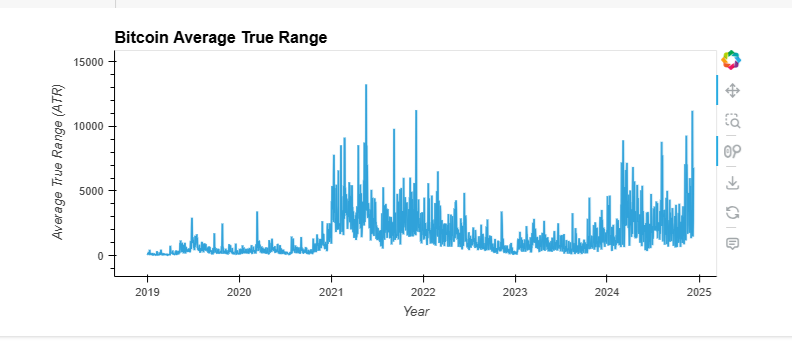 Bitcoin Average True Range
Average True Range (ATR)
15000
10000
5000
0
2019 2020 2021 2022 2023 2024 2025
Year